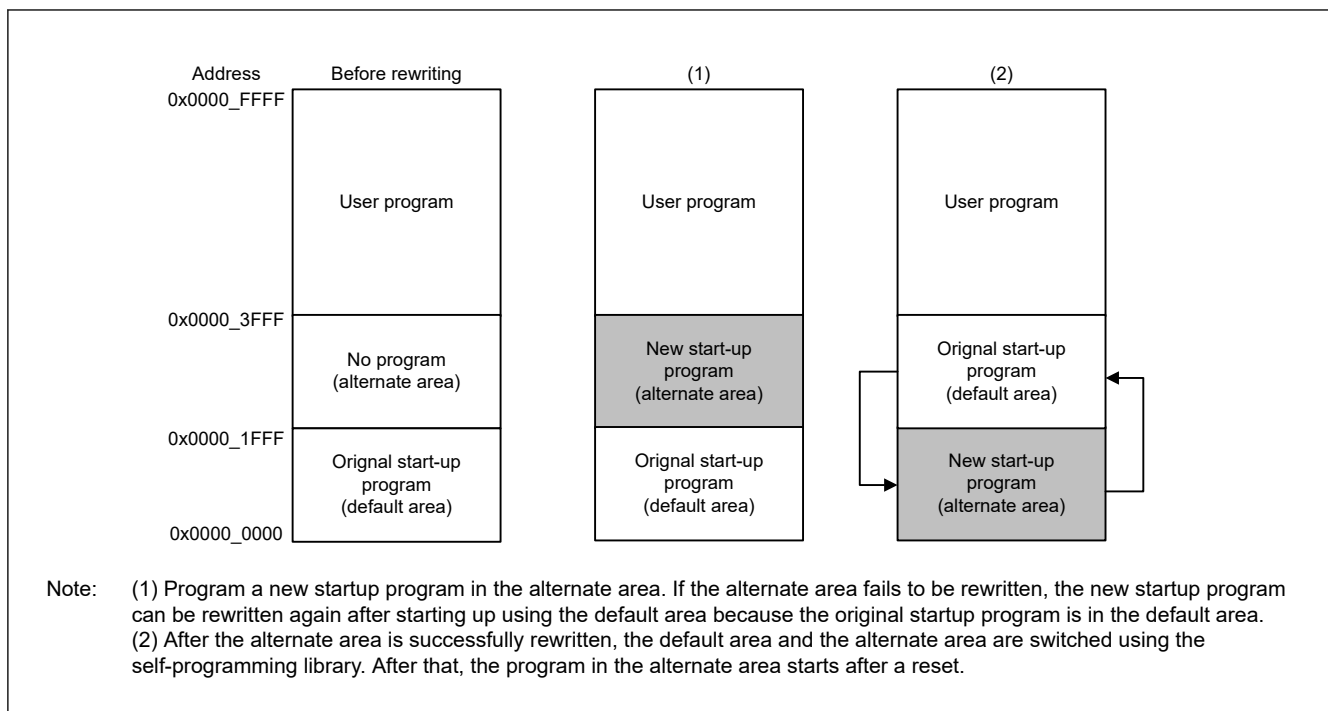 Address Before rewriting (1) (2)
0x0000_FFFF
User program User program User program
0x0000_3FFF
No program
(alternate area)
New start-up
program
(alternate area)
Orignal start-up
program
(default area)
0x0000_1FFF
Orignal start-up
program
(default area)
Orignal start-up
program
(default area)
New start-up
program
(alternate area)
0x0000_0000
Note: (1) Program a new startup program in the alternate area. If the alternate area fails to be rewritten, the new startup program
can be rewritten again after starting up using the default area because the original startup program is in the default area.
(2) After the alternate area is successfully rewritten, the default area and the alternate area are switched using the
self-programming library. After that, the program in the alternate area starts after a reset.